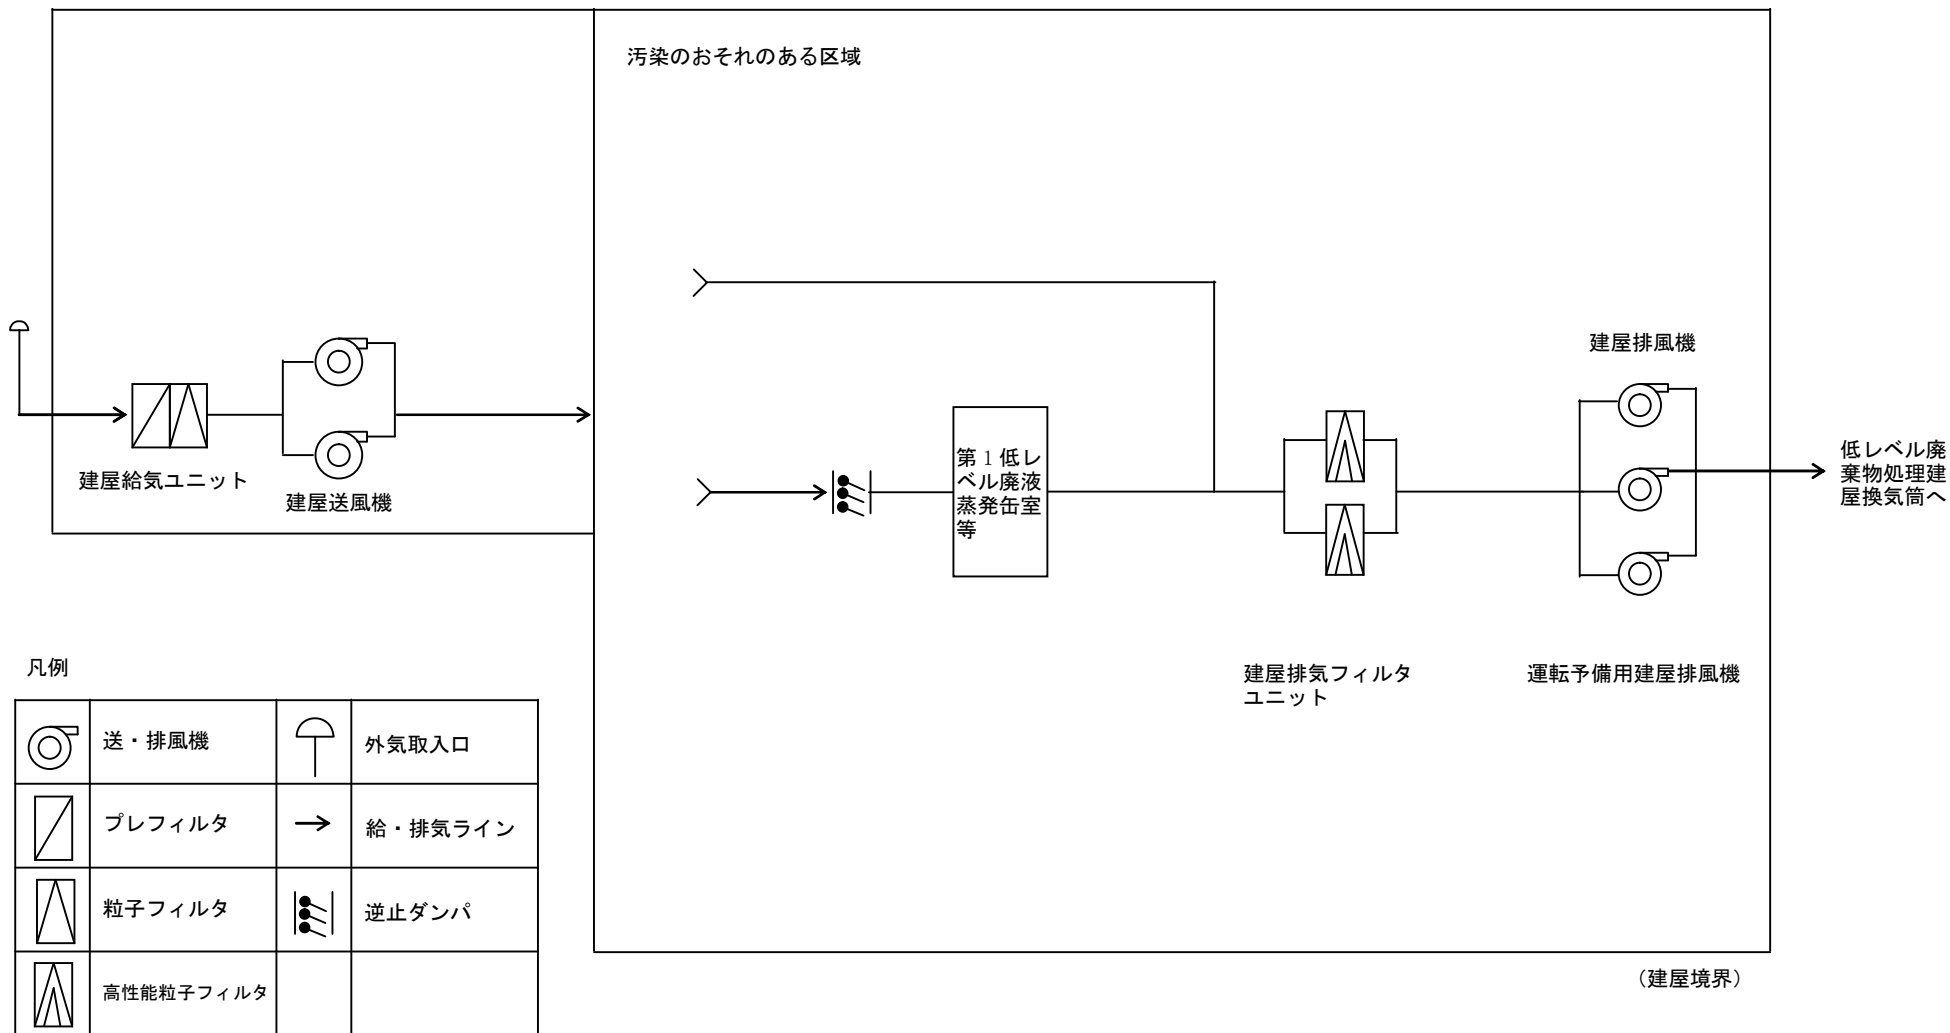 汚染のおそれのある区域
建屋給気ユニット
建屋送風機
第1低レ
ベル廃液
蒸発缶室
等
建屋排風機
低レベル廃
棄物処理建
屋換気筒へ
建屋排気フィルタ
ユニット
運転予備用建屋排風機
(建屋境界)
凡例
送・排風機
外気取入口
プレフィルタ
給・排気ライン
粒子フィルタ
逆止ダンパ
高性能粒子フィルタ